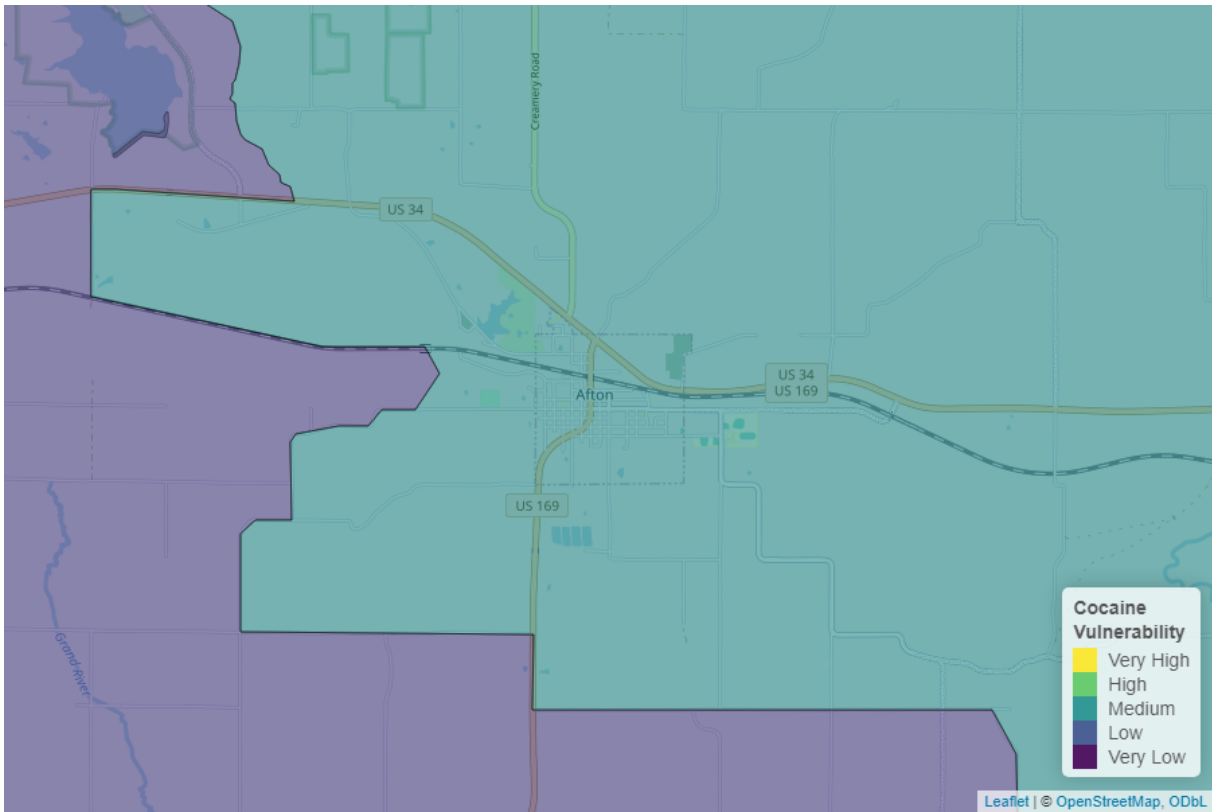 Creamery Road
US 34
US 34
US 169
Afton
US 169
Grand River
Cocaine
Vulnerability
Very High
High
Medium
Low
Very Low
Leaflet | © OpenStreetMap, ODbL